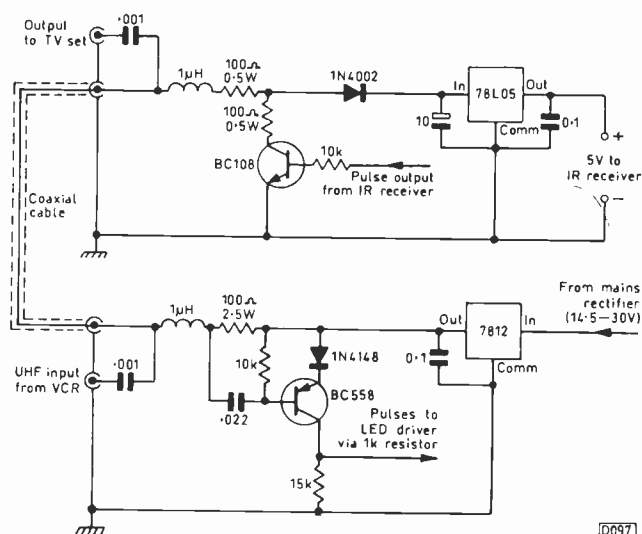 Output
to TV set
·001
1µH
100Ω
0·5W
100Ω
0·5W
1N4002
In
78L05
Out
Comm
10
0·1
+
5V to
IR receiver
−
BC108
10k
Pulse output
from IR receiver
Coaxial
cable
1µH
100Ω
2·5W
From mains
rectifier
(14·5—30V)
Out
7812
In
Comm
0·1
UHF input
from VCR
·001
10k
1N4148
BC558
·022
Pulses to
LED driver
via 1k resistor
15k
D097